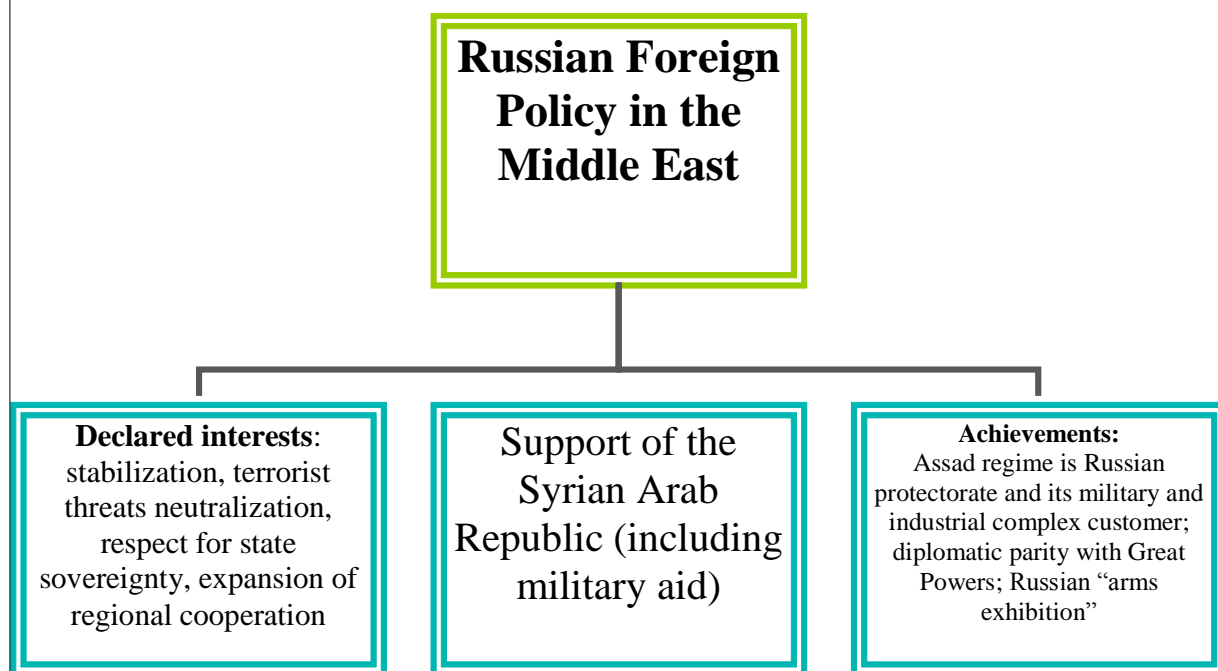 Russian Foreign
Policy in the
Middle East
Declared interests:
stabilization, terrorist
threats neutralization,
respect for state
sovereignty, expansion of
regional cooperation
Support of the
Syrian Arab
Republic (including
military aid)
Achievements:
Assad regime is Russian
protectorate and its military and
industrial complex customer;
diplomatic parity with Great
Powers; Russian “arms
exhibition”